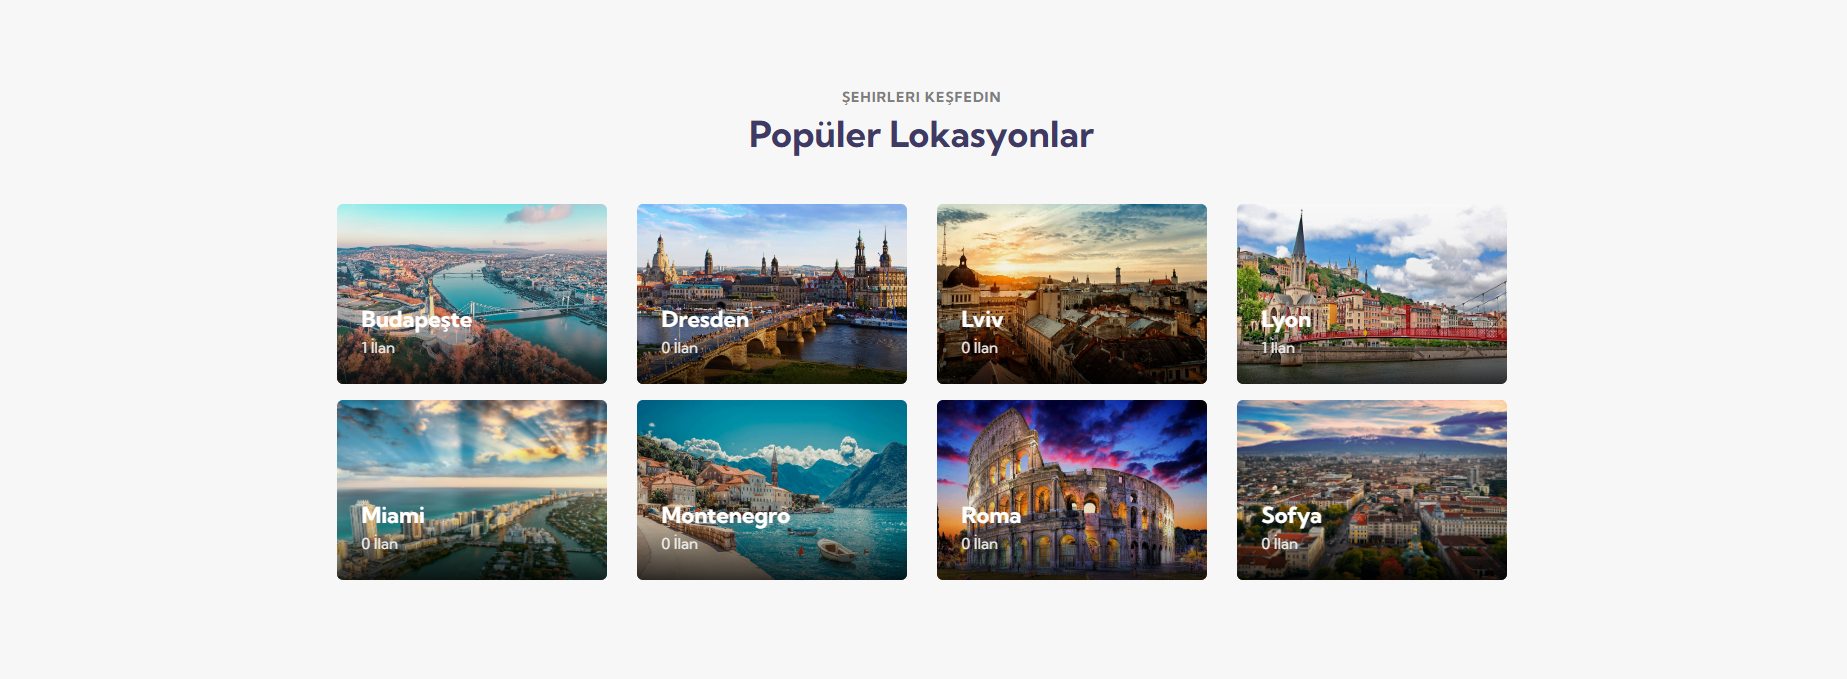 ŞEHIRLERI KEŞFEDIN
Popüler Lokasyonlar
Budapeşte
1 İlan
Dresden
0 İlan
Lviv
0 İlan
Lyon
1 İlan
Miami
0 İlan
Montenegro
0 İlan
Roma
0 İlan
Sofya
0 İlan